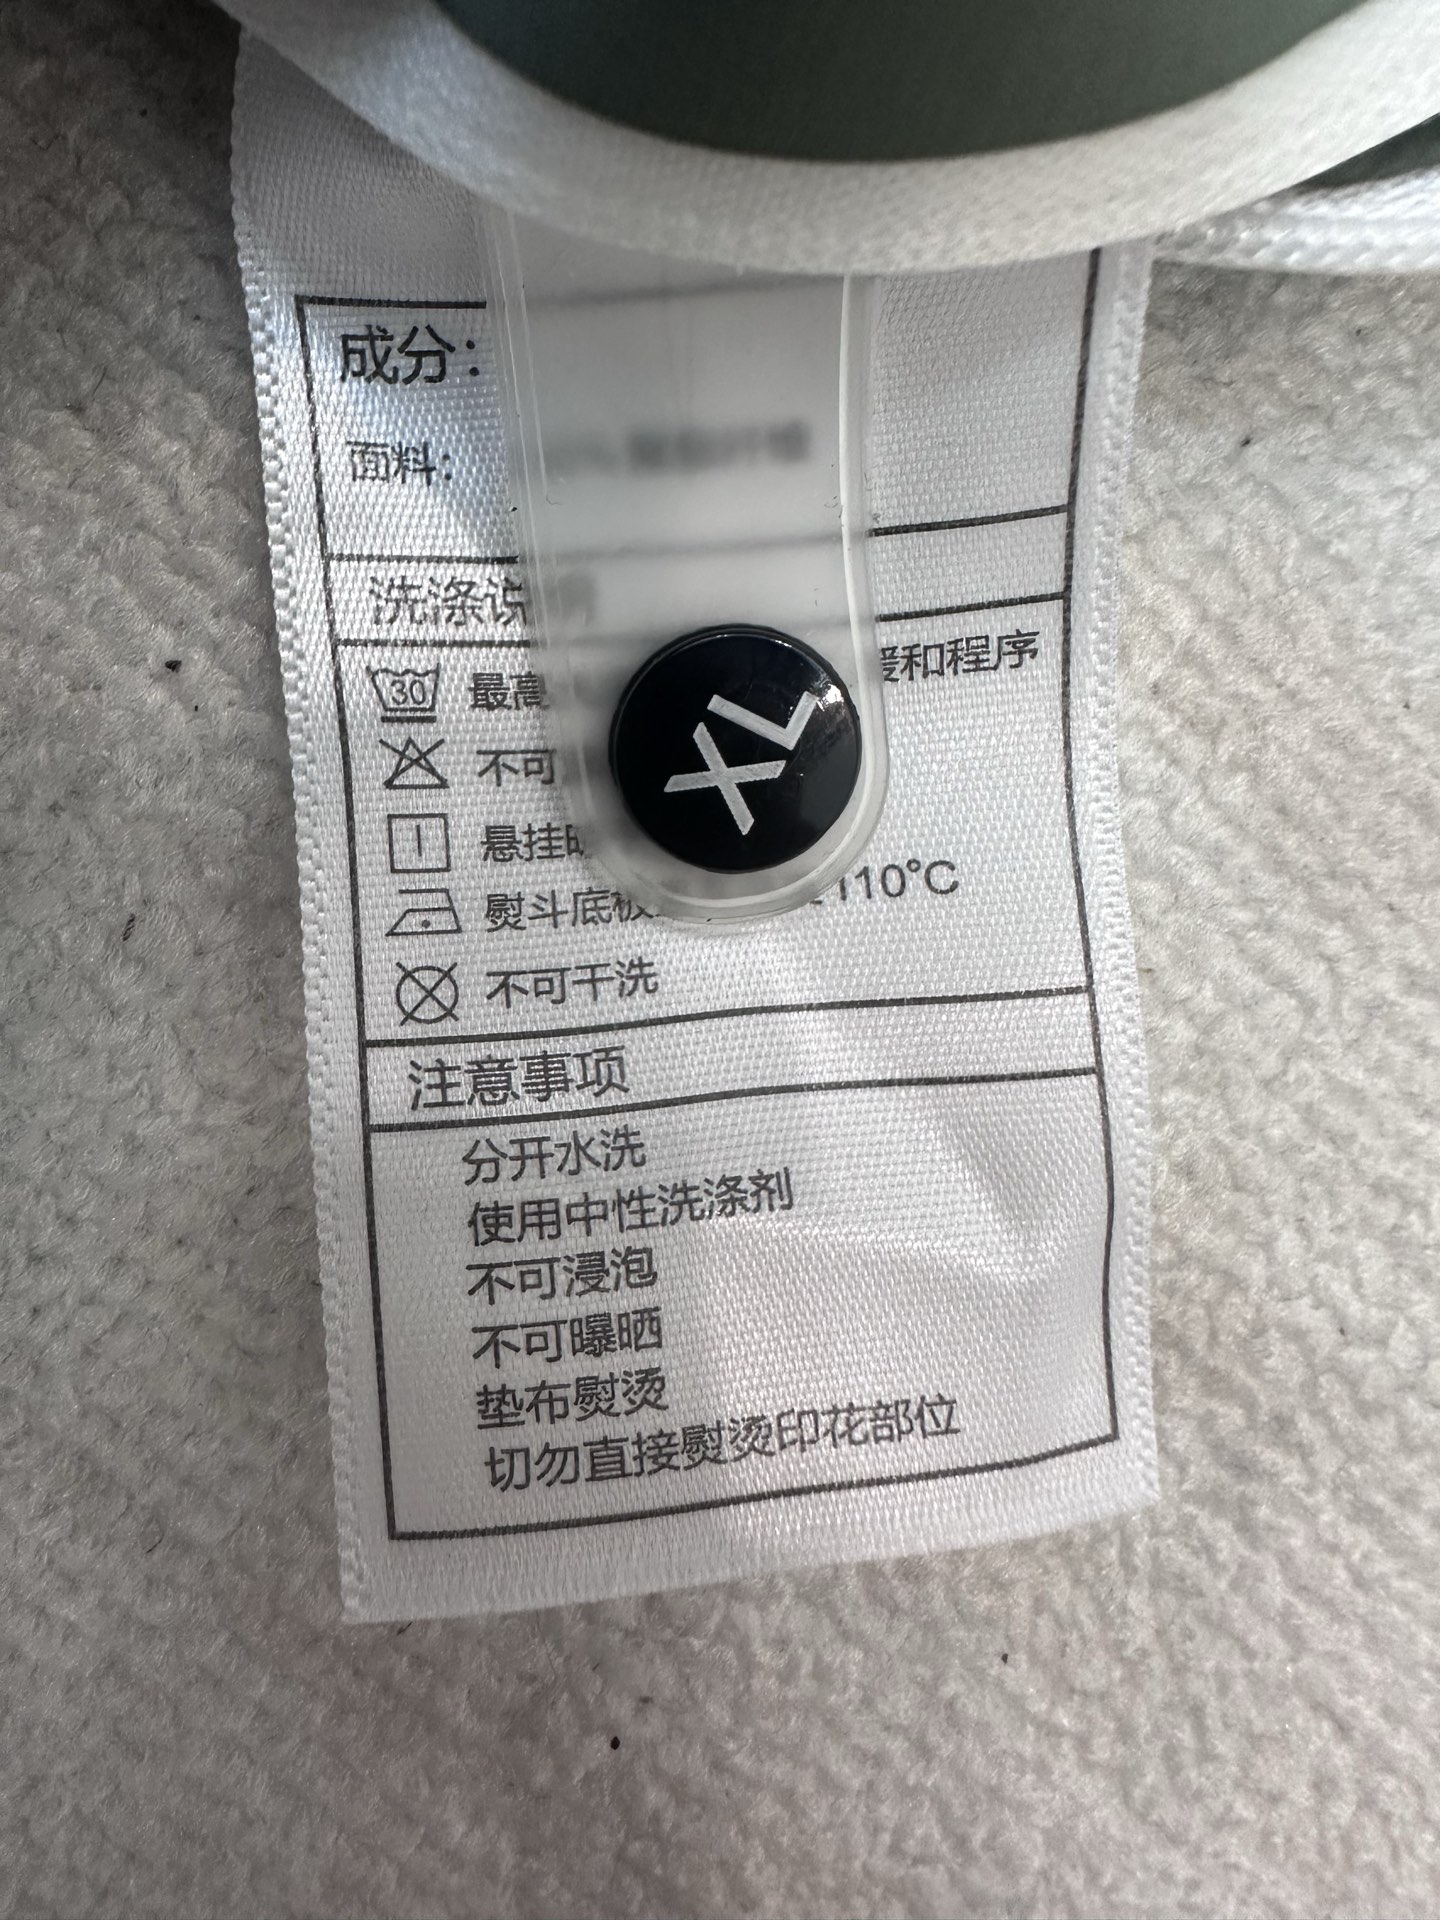 成分：
面料：
洗涤说
30 最高 缓和程序
不可
悬挂
XL
熨斗底板 110°C
不可干洗
注意事项
分开水洗
使用中性洗涤剂
不可浸泡
不可曝晒
垫布熨烫
切勿直接熨烫印花部位